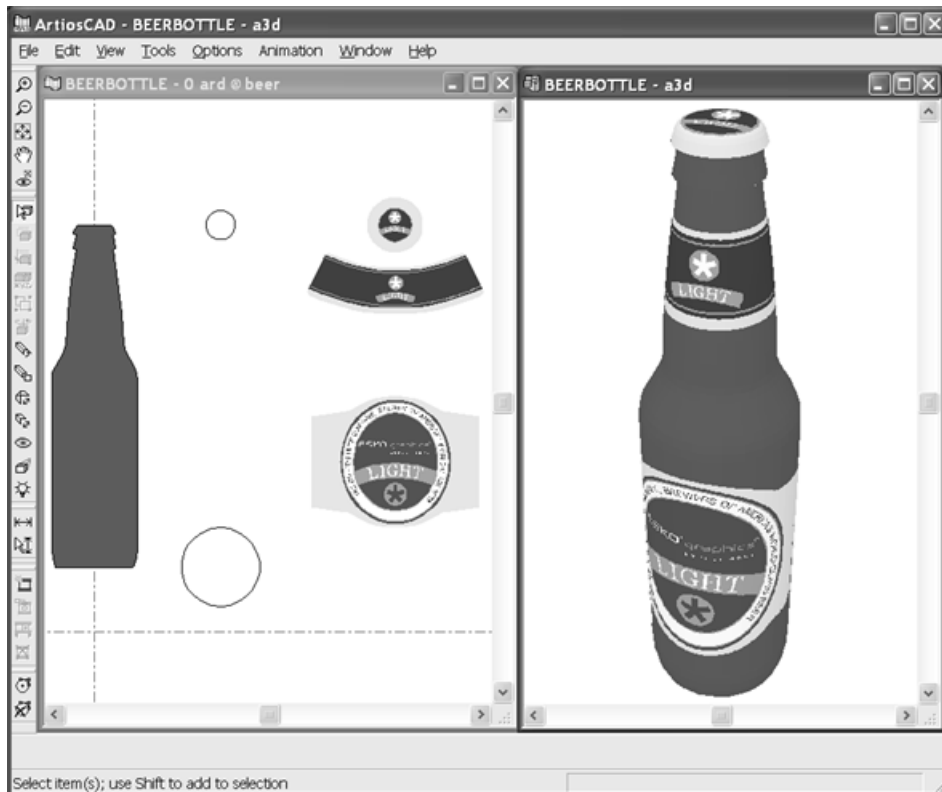 ArtiosCAD - BEERBOTTLE - a3d
File Edit View Tools Options Animation Window Help
BEERBOTTLE - 0 ard @ beer
BEERBOTTLE - a3d
LIGHT
LIGHT
LIGHT
LIGHT
Select item(s); use Shift to add to selection